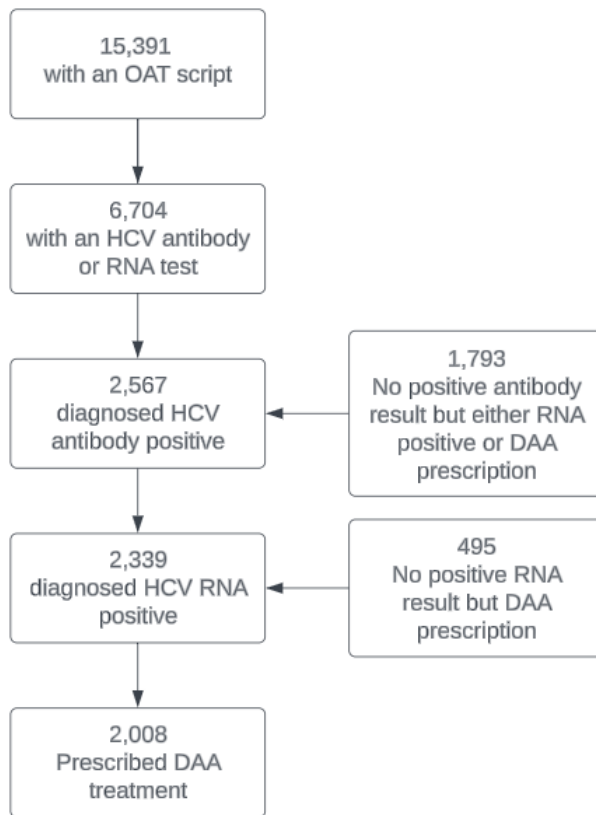 15,391
with an OAT script
6,704
with an HCV antibody
or RNA test
2,567
diagnosed HCV
antibody positive
1,793
No positive antibody
result but either RNA
positive or DAA
prescription
2,339
diagnosed HCV RNA
positive
495
No positive RNA
result but DAA
prescription
2,008
Prescribed DAA
treatment